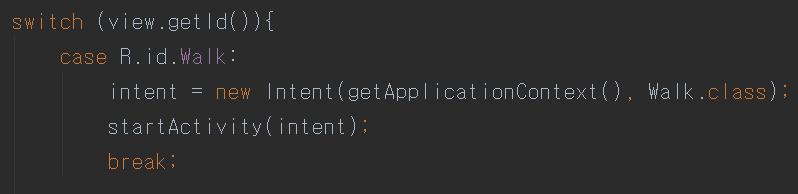 switch (view.getId()){
case R.id.Walk:
intent = new Intent(getApplicationContext(), Walk.class);
startActivity(intent);
break;